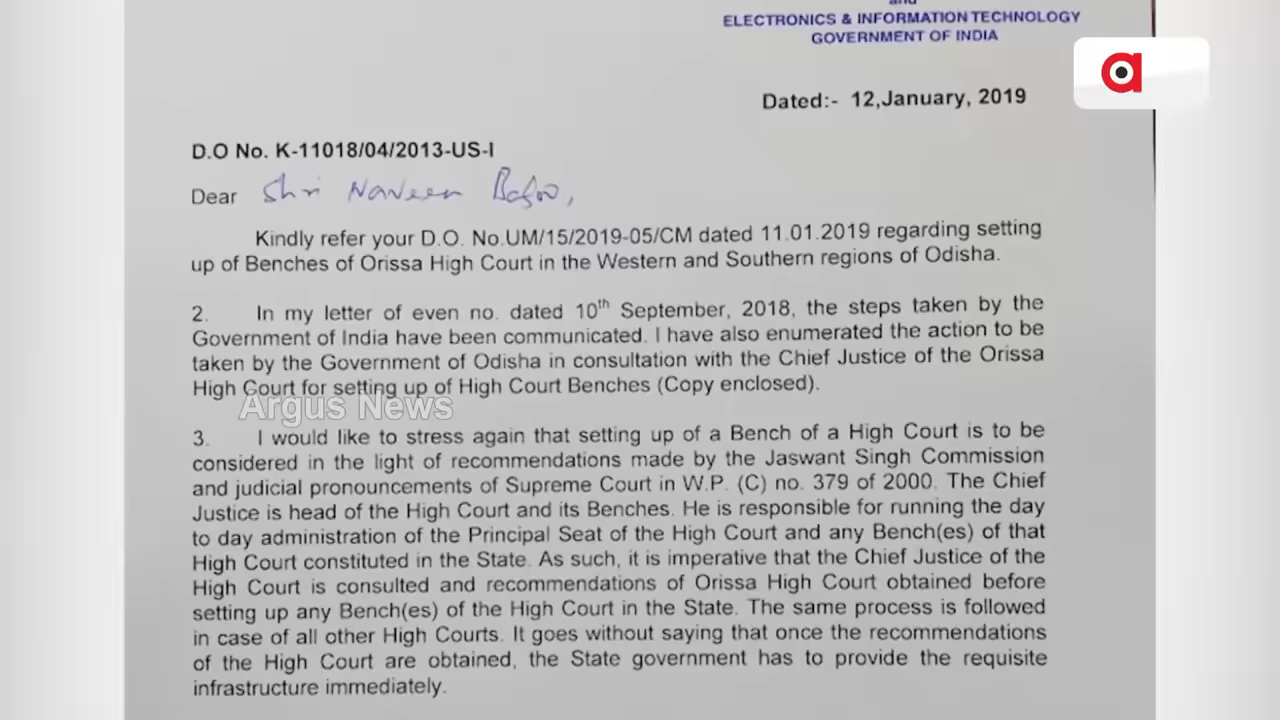 and
ELECTRONICS & INFORMATION TECHNOLOGY
GOVERNMENT OF INDIA
Dated:- 12,January, 2019
D.O No. K-11018/04/2013-US-I
Dear Shri Naveen Babu,
Kindly refer your D.O. No.UM/15/2019-05/CM dated 11.01.2019 regarding setting
up of Benches of Orissa High Court in the Western and Southern regions of Odisha.
2. In my letter of even no. dated 10th September, 2018, the steps taken by the
Government of India have been communicated. I have also enumerated the action to be
taken by the Government of Odisha in consultation with the Chief Justice of the Orissa
High Court for setting up of High Court Benches (Copy enclosed).
Argus News
3. I would like to stress again that setting up of a Bench of a High Court is to be
considered in the light of recommendations made by the Jaswant Singh Commission
and judicial pronouncements of Supreme Court in W.P. (C) no. 379 of 2000. The Chief
Justice is head of the High Court and its Benches. He is responsible for running the day
to day administration of the Principal Seat of the High Court and any Bench(es) of that
High Court constituted in the State. As such, it is imperative that the Chief Justice of the
High Court is consulted and recommendations of Orissa High Court obtained before
setting up any Bench(es) of the High Court in the State. The same process is followed
in case of all other High Courts. It goes without saying that once the recommendations
of the High Court are obtained, the State government has to provide the requisite
infrastructure immediately.